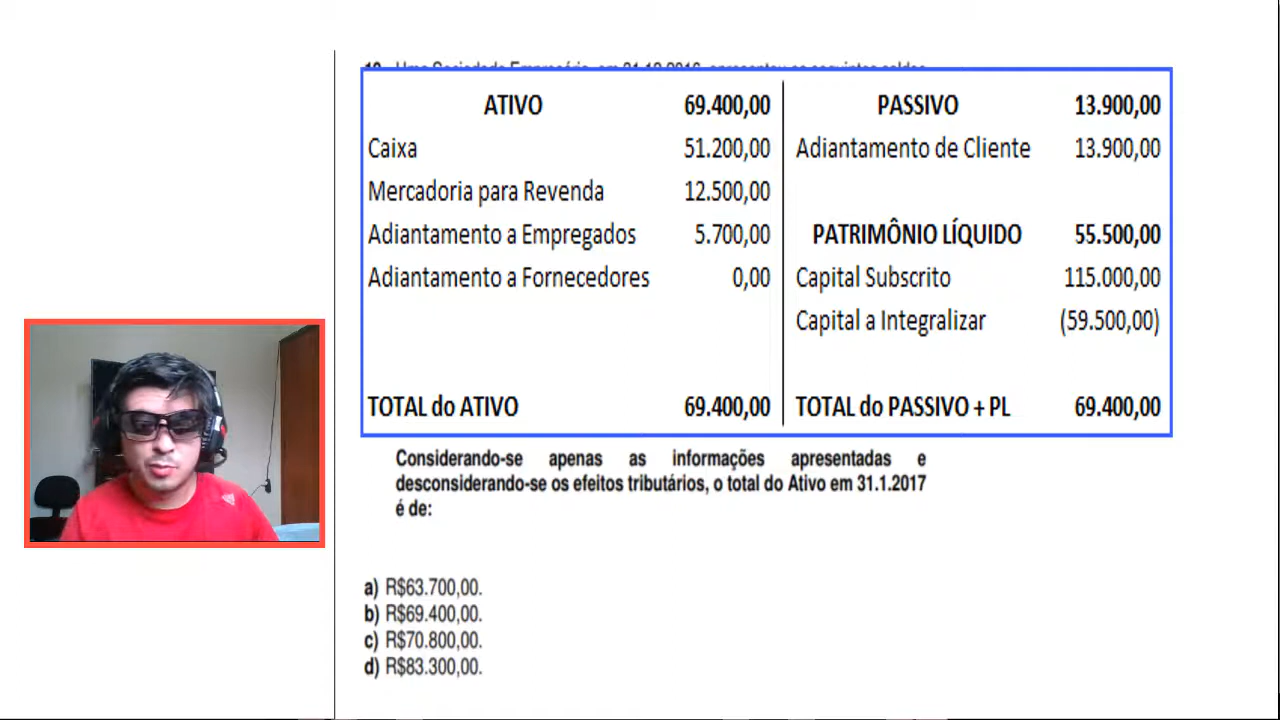 ATIVO 69.400,00 PASSIVO 13.900,00
Caixa 51.200,00 Adiantamento de Cliente 13.900,00
Mercadoria para Revenda 12.500,00
Adiantamento a Empregados 5.700,00 PATRIMÔNIO LÍQUIDO 55.500,00
Adiantamento a Fornecedores 0,00 Capital Subscrito 115.000,00
Capital a Integralizar (59.500,00)
TOTAL do ATIVO 69.400,00 TOTAL do PASSIVO + PL 69.400,00
Considerando-se apenas as informações apresentadas e
desconsiderando-se os efeitos tributários, o total do Ativo em 31.1.2017
é de:
a) R$63.700,00.
b) R$69.400,00.
c) R$70.800,00.
d) R$83.300,00.